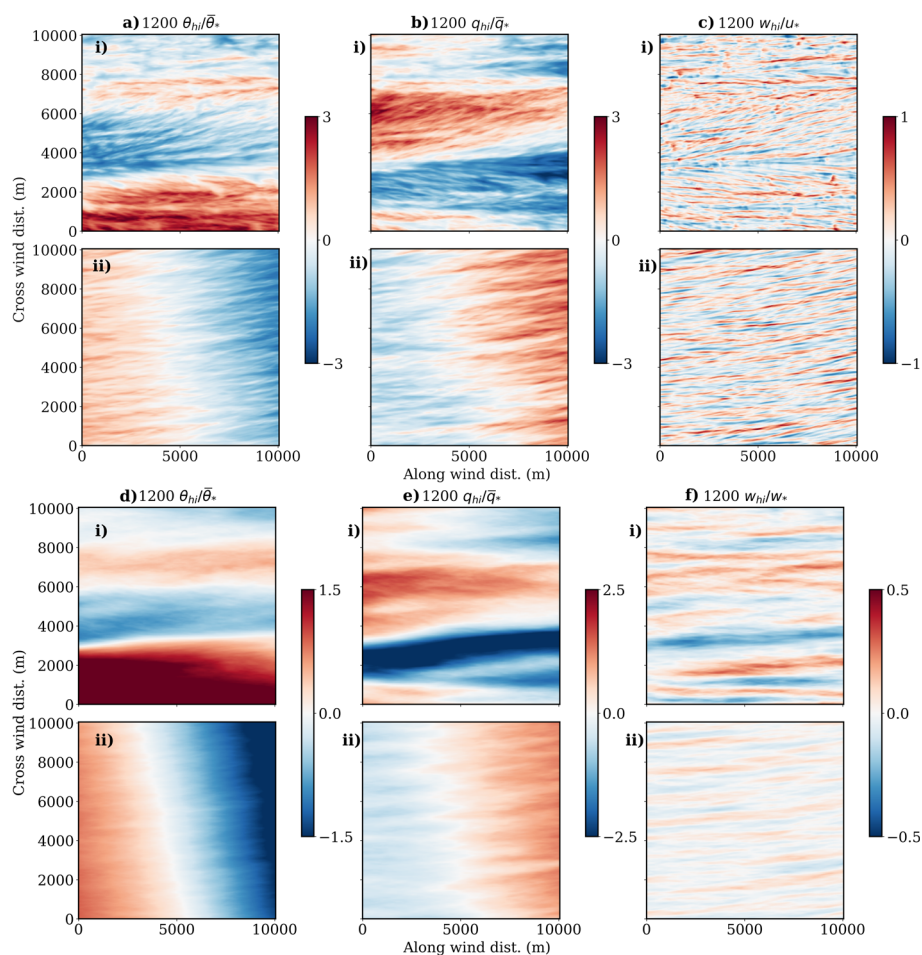 a) 1200 θhi/θ̅*
b) 1200 qhi/q̅*
c) 1200 whi/u*
i)
i)
i)
10000
8000
6000
4000
2000
0
3
0
−3
3
0
−3
1
0
−1
ii)
ii)
ii)
10000
8000
6000
4000
2000
0
Cross wind dist. (m)
0 5000 10000
0 5000 10000
0 5000 10000
Along wind dist. (m)
d) 1200 θhi/θ̅*
e) 1200 qhi/q̅*
f) 1200 whi/w*
i)
i)
i)
10000
8000
6000
4000
2000
0
1.5
0.0
−1.5
2.5
0.0
−2.5
0.5
0.0
−0.5
ii)
ii)
ii)
10000
8000
6000
4000
2000
0
Cross wind dist. (m)
0 5000 10000
0 5000 10000
0 5000 10000
Along wind dist. (m)